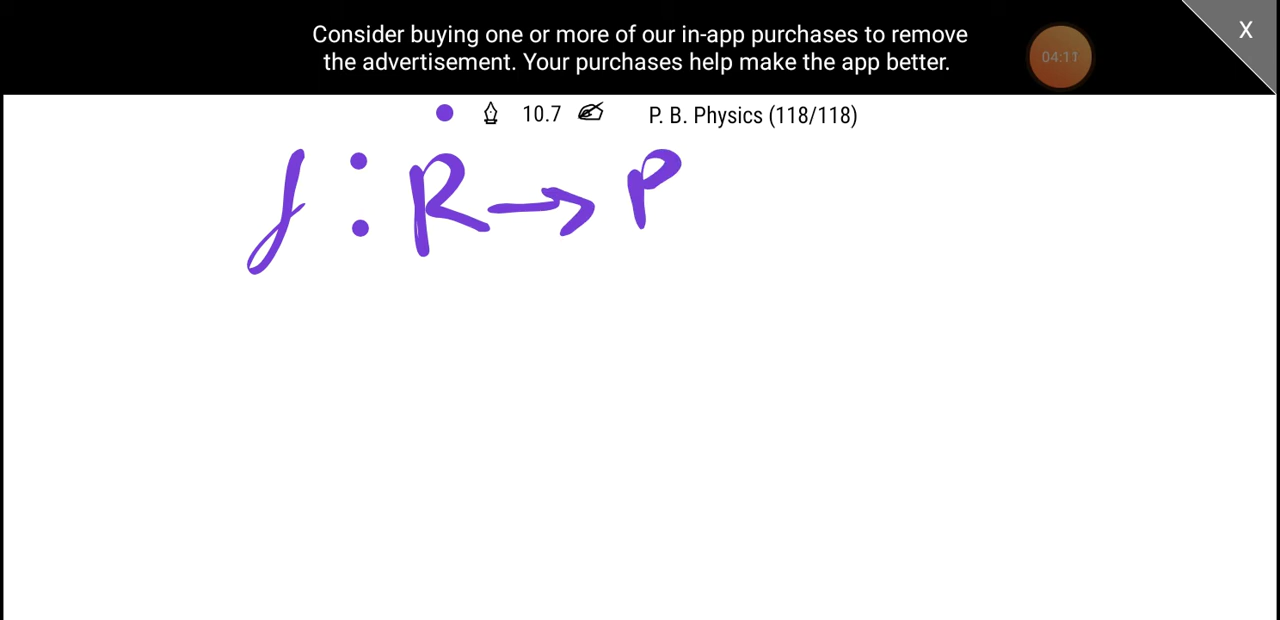 Consider buying one or more of our in-app purchases to remove
the advertisement. Your purchases help make the app better.
X
04:11
10.7 P. B. Physics (118/118)
f : R → P